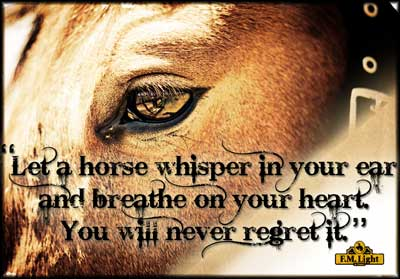 “Let a horse whisper in your ear
and breathe on your heart.
You will never regret it.”
F.M. Light